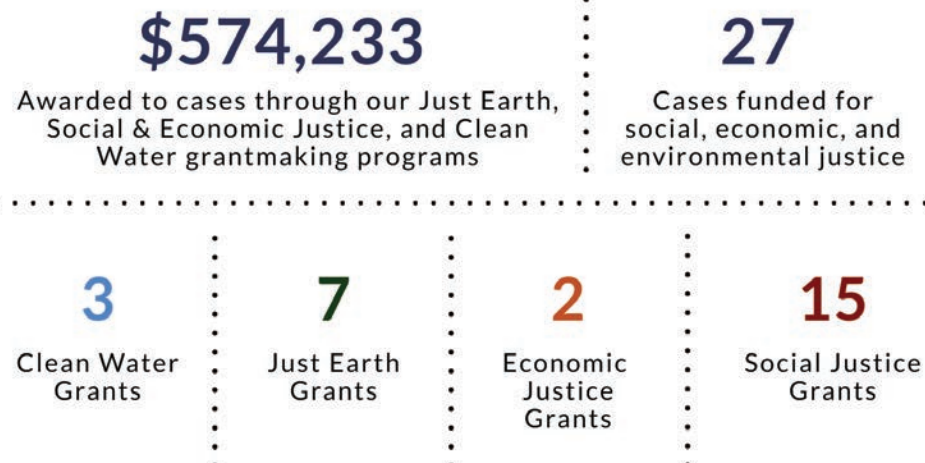 $574,233
Awarded to cases through our Just Earth,
Social & Economic Justice, and Clean
Water grantmaking programs
27
Cases funded for
social, economic, and
environmental justice
3
Clean Water
Grants
7
Just Earth
Grants
2
Economic
Justice
Grants
15
Social Justice
Grants